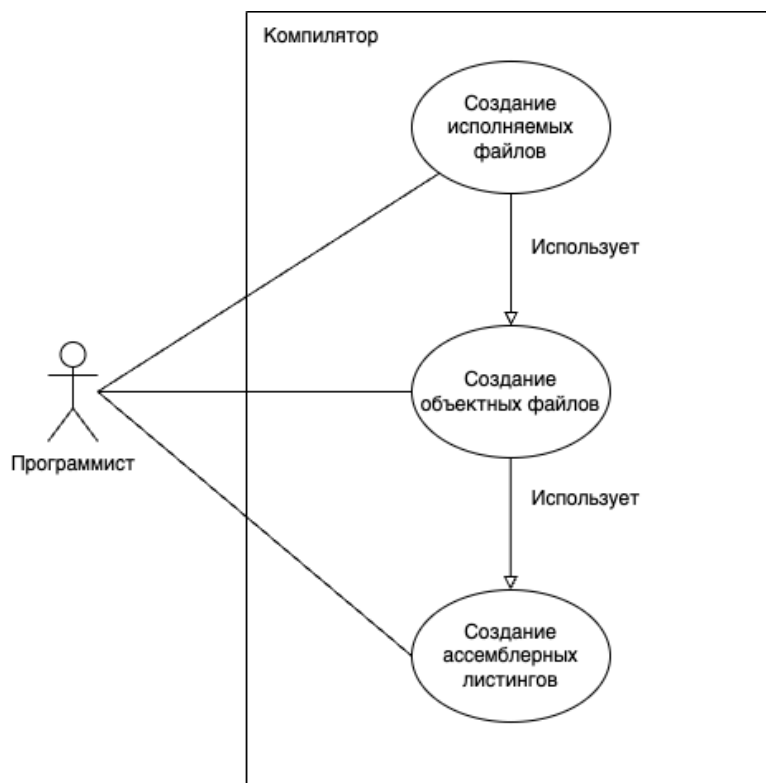 Компилятор
Создание
исполняемых
файлов
Использует
Создание
объектных файлов
Программист
Использует
Создание
ассемблерных
листингов